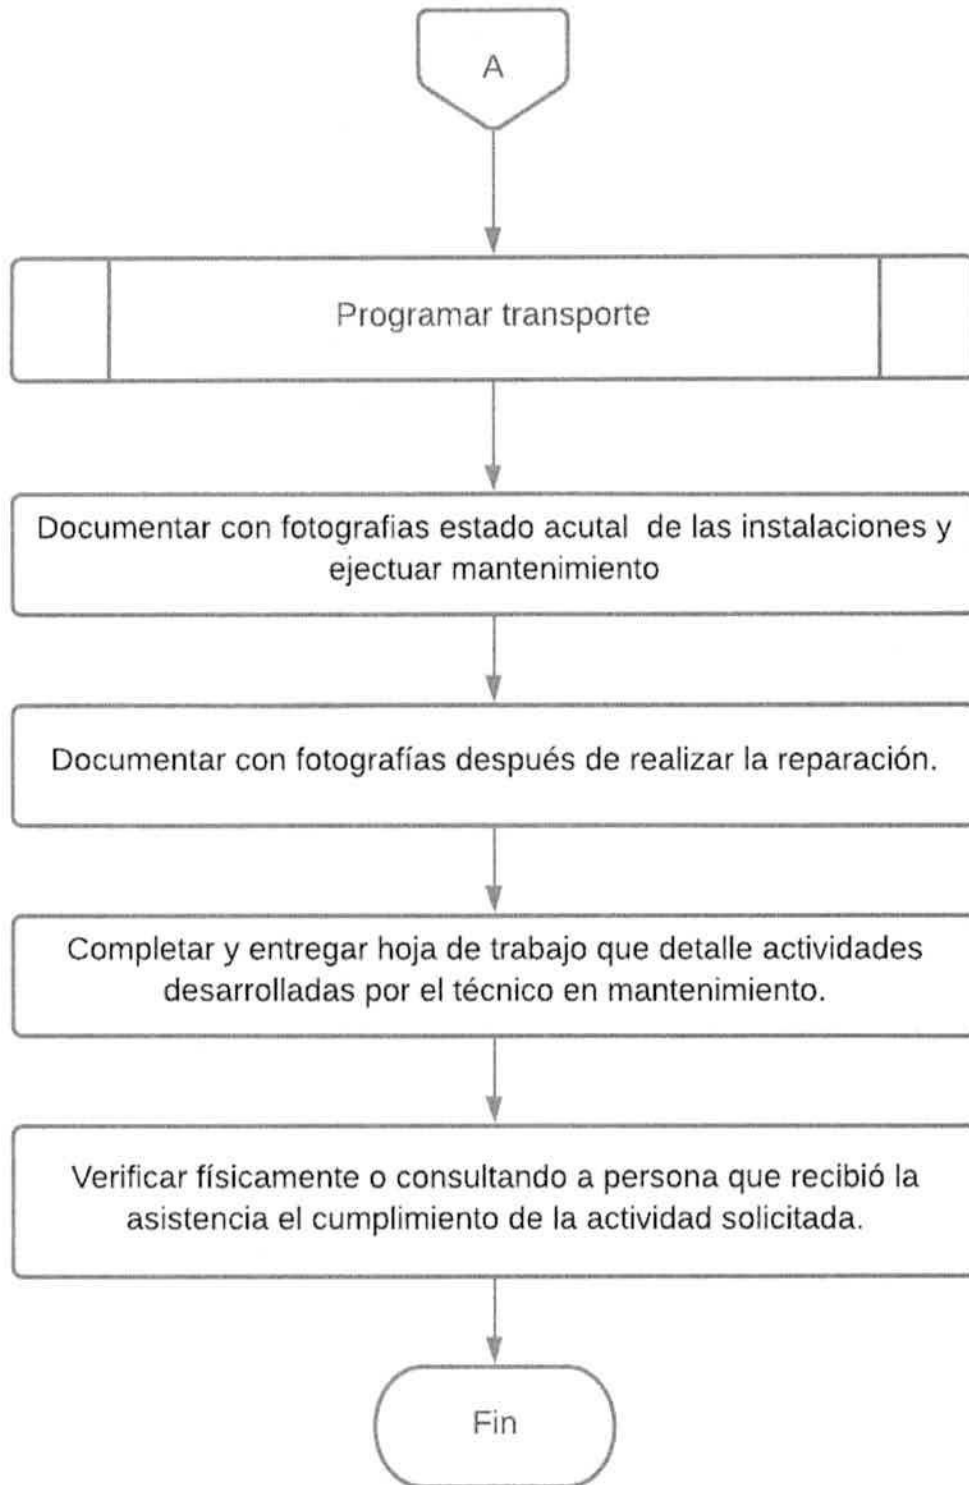 A
Programar transporte
Documentar con fotografias estado acutal de las instalaciones y
ejectuar mantenimiento
Documentar con fotografías después de realizar la reparación.
Completar y entregar hoja de trabajo que detalle actividades
desarrolladas por el técnico en mantenimiento.
Verificar físicamente o consultando a persona que recibió la
asistencia el cumplimiento de la actividad solicitada.
Fin